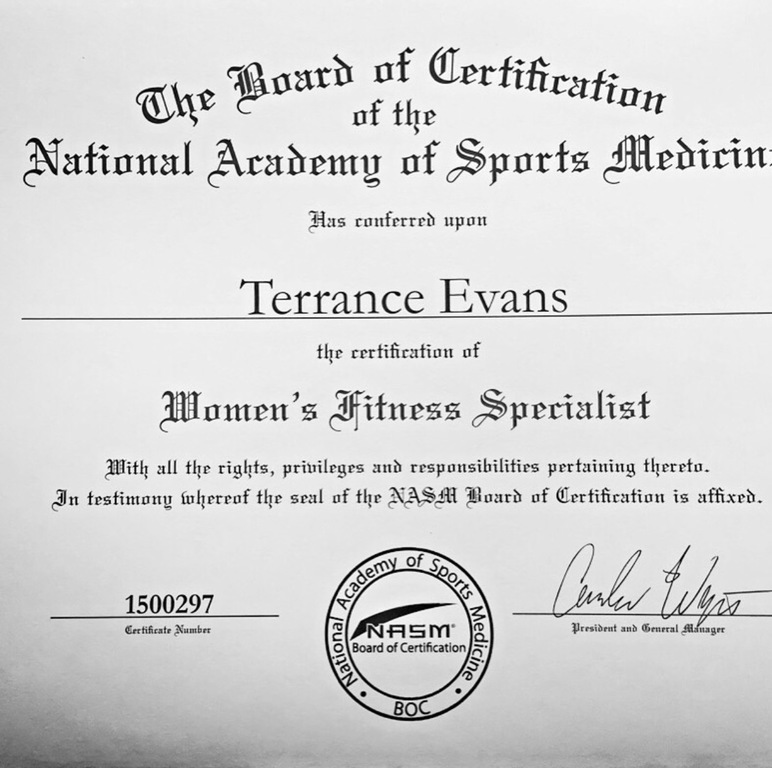 The Board of Certification
of the
National Academy of Sports Medicin
Has conferred upon
Terrance Evans
the certification of
Women's Fitness Specialist
With all the rights, privileges and responsibilities pertaining thereto.
In testimony whereof the seal of the NASM Board of Certification is affixed.
1500297
Certificate Number
National Academy of Sports Medicine
NASM®
Board of Certification
BOC
President and General Manager